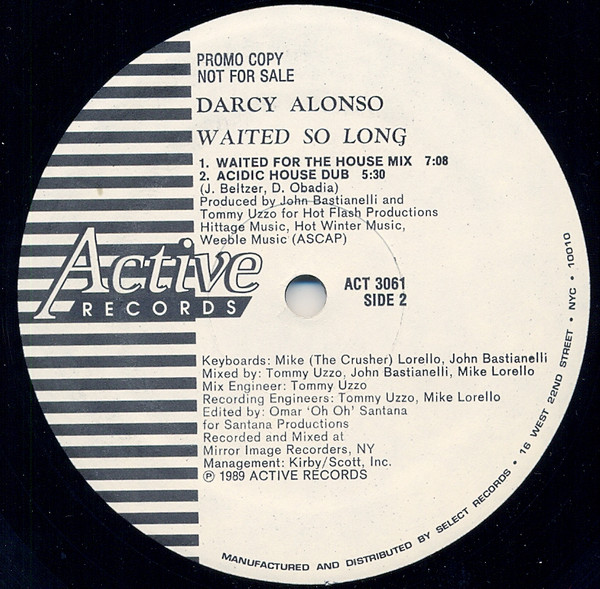 PROMO COPY
NOT FOR SALE
DARCY ALONSO
WAITED SO LONG
1. WAITED FOR THE HOUSE MIX 7:08
2. ACIDIC HOUSE DUB 5:30
(J. Beltzer, D. Obadia)
Produced by John Bastianelli and
Tommy Uzzo for Hot Flash Productions
Hittage Music, Hot Winter Music,
Weeble Music (ASCAP)
Active
RECORDS
ACT 3061
SIDE 2
Keyboards: Mike (The Crusher) Lorello, John Bastianelli
Mixed by: Tommy Uzzo, John Bastianelli, Mike Lorello
Mix Engineer: Tommy Uzzo
Recording Engineers: Tommy Uzzo, Mike Lorello
Edited by: Omar 'Oh Oh' Santana
for Santana Productions
Recorded and Mixed at
Mirror Image Recorders, NY
Management: Kirby/Scott, Inc.
℗ 1989 ACTIVE RECORDS
MANUFACTURED AND DISTRIBUTED BY SELECT RECORDS • 16 WEST 22ND STREET • NYC • 10010